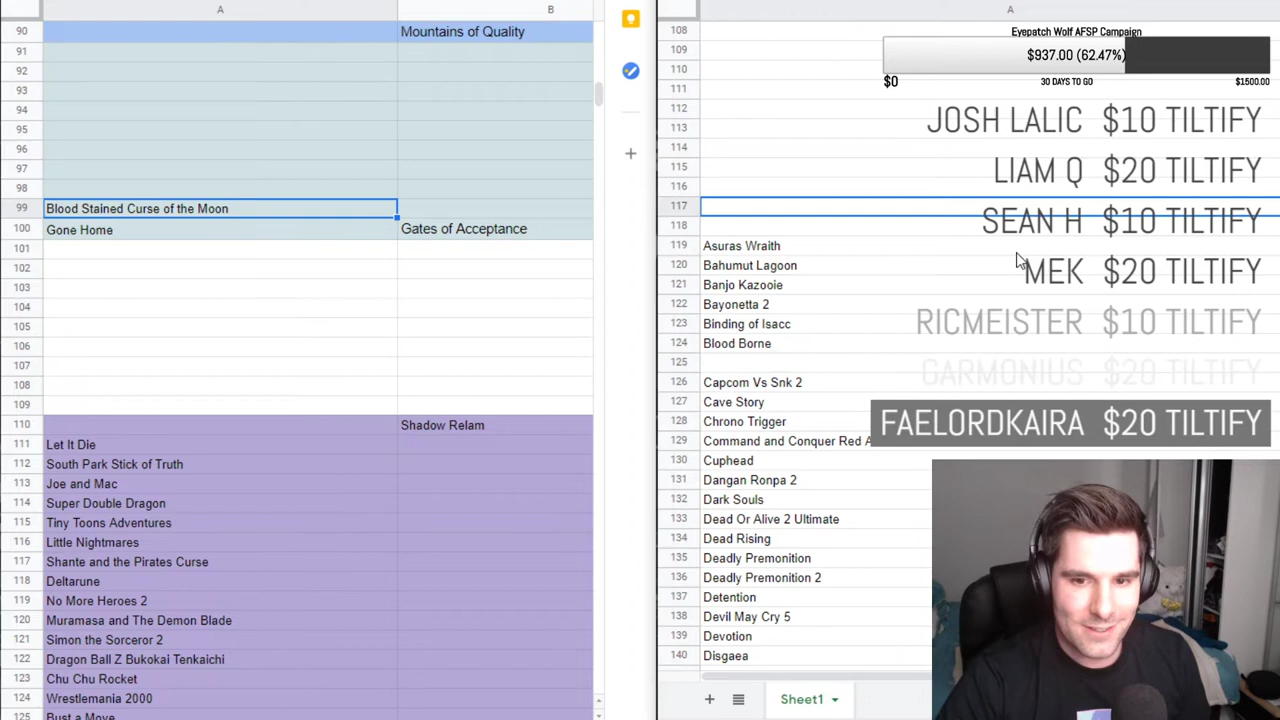 A
B
90 Mountains of Quality
91
92
93
94
95
96
97
98
99 Blood Stained Curse of the Moon
100 Gone Home Gates of Acceptance
101
102
103
104
105
106
107
108
109
110 Shadow Relam
111 Let It Die
112 South Park Stick of Truth
113 Joe and Mac
114 Super Double Dragon
115 Tiny Toons Adventures
116 Little Nightmares
117 Shante and the Pirates Curse
118 Deltarune
119 No More Heroes 2
120 Muramasa and The Demon Blade
121 Simon the Sorcerer 2
122 Dragon Ball Z Bukokai Tenkaichi
123 Chu Chu Rocket
124 Wrestlemania 2000
125 Bust a Move
A
108
109
110
111
112
113
114
115
116
117
118
119 Asuras Wraith
120 Bahumut Lagoon
121 Banjo Kazooie
122 Bayonetta 2
123 Binding of Isacc
124 Blood Borne
125
126 Capcom Vs Snk 2
127 Cave Story
128 Chrono Trigger
129 Command and Conquer Red A
130 Cuphead
131 Dangan Ronpa 2
132 Dark Souls
133 Dead Or Alive 2 Ultimate
134 Dead Rising
135 Deadly Premonition
136 Deadly Premonition 2
137 Detention
138 Devil May Cry 5
139 Devotion
140 Disgaea
Sheet1
Eyepatch Wolf AFSP Campaign
$937.00 (62.47%)
$0 30 DAYS TO GO $1500.00
JOSH LALIC $10 TILTIFY
LIAM Q $20 TILTIFY
SEAN H $10 TILTIFY
MEK $20 TILTIFY
RICMEISTER $10 TILTIFY
GARMONIUS $20 TILTIFY
FAELORDKAIRA $20 TILTIFY